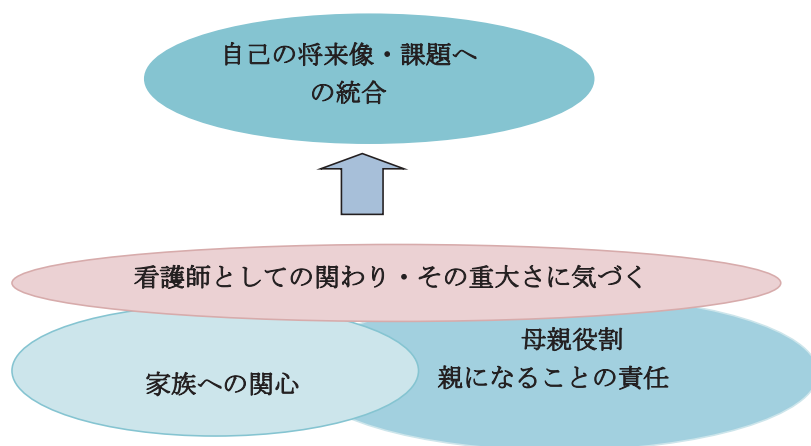 自己の将来像・課題へ
の統合
看護師としての関わり・その重大さに気づく
母親役割
親になることの責任
家族への関心